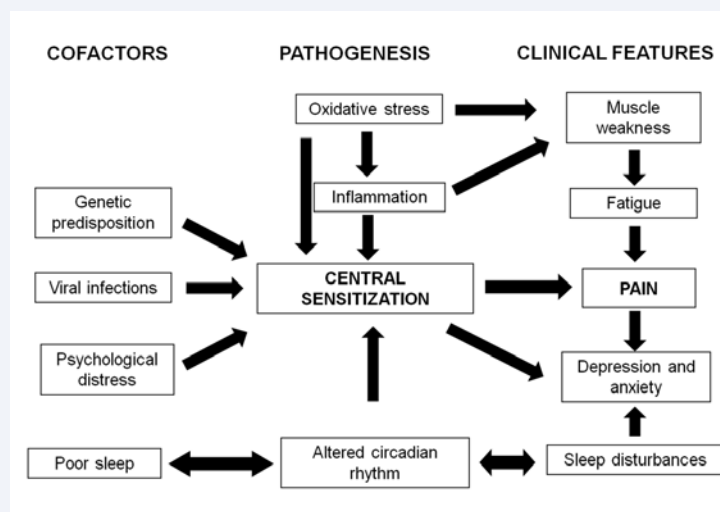 COFACTORS
PATHOGENESIS
CLINICAL FEATURES
Oxidative stress
Muscle
weakness
Inflammation
Genetic
predisposition
Fatigue
Viral infections
CENTRAL
SENSITIZATION
PAIN
Psychological
distress
Depression and
anxiety
Poor sleep
Altered circadian
rhythm
Sleep disturbances